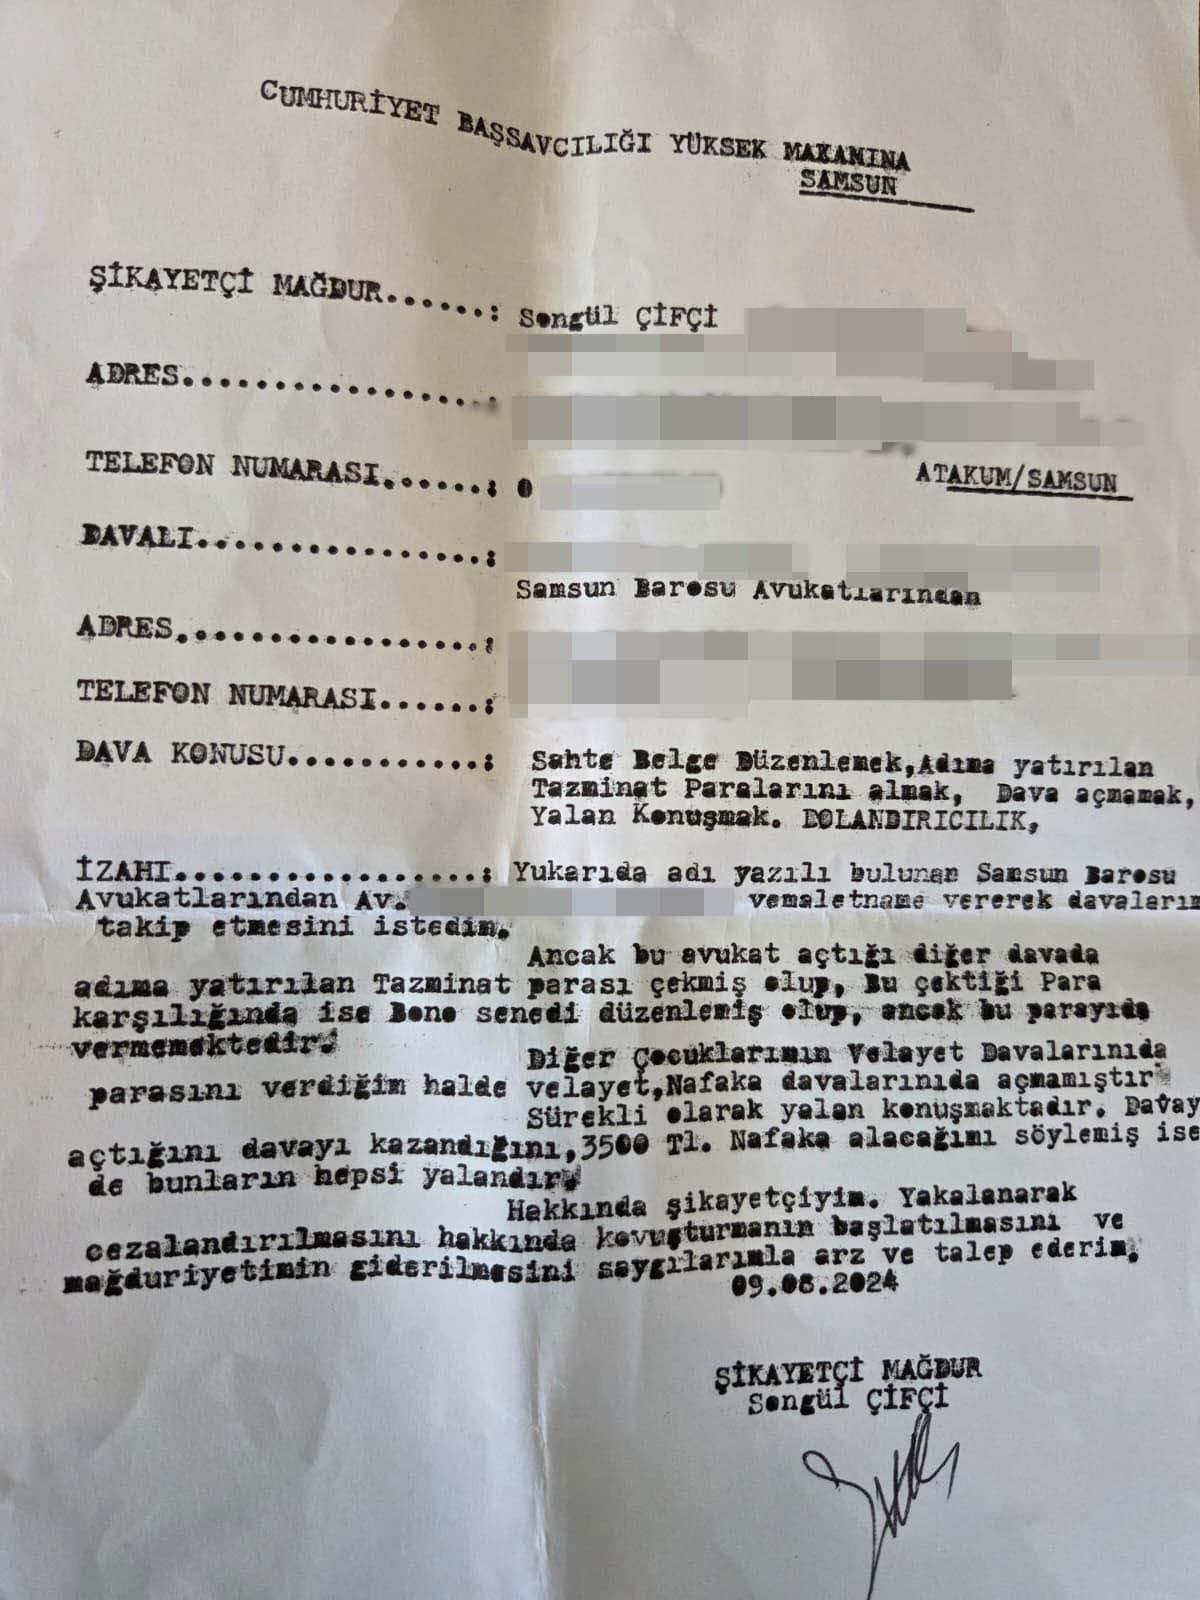 CUMHURİYET BAŞSAVCILIĞI YÜKSEK MAKAMINA
SAMSUN
ŞİKAYETÇİ MAĞDUR......: Songül ÇİFÇİ
ADRES.................
TELEFON NUMARASI......: 0
ATAKUM/SAMSUN
DAVALI................:
Samsun Barosu Avukatlarından
ADRES.................:
TELEFON NUMARASI......:
DAVA KONUSU...........: Sahte Belge Düzenlemek,Adıma yatırılan
Tazminat Paralarını almak, Dava açmamak,
Yalan Konuşmak. DOLANDIRICILIK,
İZAHI.................: Yukarıda adı yazılı bulunan Samsun Barosu
Avukatlarından Av. vemaletname vererek davaların
takip etmesini istedim.
Ancak bu avukat açtığı diğer davada
adıma yatırılan Tazminat parası çekmiş olup, Bu çektiği Para
karşılığında ise Bono senedi düzenlemiş olup, ancak bu parayıda
vermemektedir.
Diğer Çocuklarımın Velayet Davalarınıda
parasını verdiğim halde velayet,Nafaka davalarınıda açmamıştır
Sürekli olarak yalan konuşmaktadır. Davay
açtığını davayı kazandığını,3500 Tl. Nafaka alacağımı söylemiş ise
de bunların hepsi yalandır.
Hakkında şikayetçiyim. Yakalanarak
cezalandırılmasını hakkında kovuşturmanın başlatılmasını ve
mağduriyetimin giderilmesini saygılarımla arz ve talep ederim.
09.08.2024
ŞİKAYETÇİ MAĞDUR
Songül ÇİFÇİ